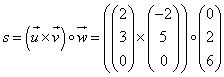 s = (u⃗ × v⃗) ∘ w⃗ = ((2 3 0) × (-2 5 0)) ∘ (0 2 6)